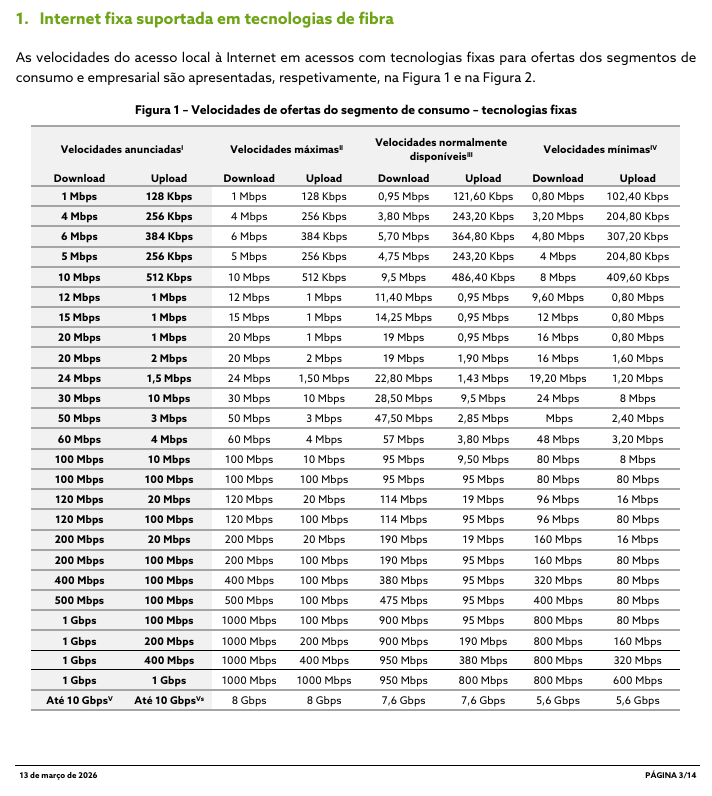 1. Internet fixa suportada em tecnologias de fibra
As velocidades do acesso local à Internet em acessos com tecnologias fixas para ofertas dos segmentos de
consumo e empresarial são apresentadas, respetivamente, na Figura 1 e na Figura 2.
Figura 1 – Velocidades de ofertas do segmento de consumo – tecnologias fixas
Velocidades anunciadasI Velocidades máximasII Velocidades normalmente disponíveisIII Velocidades mínimasIV
Download Upload Download Upload Download Upload Download Upload
1 Mbps 128 Kbps 1 Mbps 128 Kbps 0,95 Mbps 121,60 Kbps 0,80 Mbps 102,40 Kbps
4 Mbps 256 Kbps 4 Mbps 256 Kbps 3,80 Mbps 243,20 Kbps 3,20 Mbps 204,80 Kbps
6 Mbps 384 Kbps 6 Mbps 384 Kbps 5,70 Mbps 364,80 Kbps 4,80 Mbps 307,20 Kbps
5 Mbps 256 Kbps 5 Mbps 256 Kbps 4,75 Mbps 243,20 Kbps 4 Mbps 204,80 Kbps
10 Mbps 512 Kbps 10 Mbps 512 Kbps 9,5 Mbps 486,40 Kbps 8 Mbps 409,60 Kbps
12 Mbps 1 Mbps 12 Mbps 1 Mbps 11,40 Mbps 0,95 Mbps 9,60 Mbps 0,80 Mbps
15 Mbps 1 Mbps 15 Mbps 1 Mbps 14,25 Mbps 0,95 Mbps 12 Mbps 0,80 Mbps
20 Mbps 1 Mbps 20 Mbps 1 Mbps 19 Mbps 0,95 Mbps 16 Mbps 0,80 Mbps
20 Mbps 2 Mbps 20 Mbps 2 Mbps 19 Mbps 1,90 Mbps 16 Mbps 1,60 Mbps
24 Mbps 1,5 Mbps 24 Mbps 1,50 Mbps 22,80 Mbps 1,43 Mbps 19,20 Mbps 1,20 Mbps
30 Mbps 10 Mbps 30 Mbps 10 Mbps 28,50 Mbps 9,5 Mbps 24 Mbps 8 Mbps
50 Mbps 3 Mbps 50 Mbps 3 Mbps 47,50 Mbps 2,85 Mbps Mbps 2,40 Mbps
60 Mbps 4 Mbps 60 Mbps 4 Mbps 57 Mbps 3,80 Mbps 48 Mbps 3,20 Mbps
100 Mbps 10 Mbps 100 Mbps 10 Mbps 95 Mbps 9,50 Mbps 80 Mbps 8 Mbps
100 Mbps 100 Mbps 100 Mbps 100 Mbps 95 Mbps 95 Mbps 80 Mbps 80 Mbps
120 Mbps 20 Mbps 120 Mbps 20 Mbps 114 Mbps 19 Mbps 96 Mbps 16 Mbps
120 Mbps 100 Mbps 120 Mbps 100 Mbps 114 Mbps 95 Mbps 96 Mbps 80 Mbps
200 Mbps 20 Mbps 200 Mbps 20 Mbps 190 Mbps 19 Mbps 160 Mbps 16 Mbps
200 Mbps 100 Mbps 200 Mbps 100 Mbps 190 Mbps 95 Mbps 160 Mbps 80 Mbps
400 Mbps 100 Mbps 400 Mbps 100 Mbps 380 Mbps 95 Mbps 320 Mbps 80 Mbps
500 Mbps 100 Mbps 500 Mbps 100 Mbps 475 Mbps 95 Mbps 400 Mbps 80 Mbps
1 Gbps 100 Mbps 1000 Mbps 100 Mbps 900 Mbps 95 Mbps 800 Mbps 80 Mbps
1 Gbps 200 Mbps 1000 Mbps 200 Mbps 900 Mbps 190 Mbps 800 Mbps 160 Mbps
1 Gbps 400 Mbps 1000 Mbps 400 Mbps 950 Mbps 380 Mbps 800 Mbps 320 Mbps
1 Gbps 1 Gbps 1000 Mbps 1000 Mbps 950 Mbps 800 Mbps 800 Mbps 600 Mbps
Até 10 GbpsV Até 10 GbpsVs 8 Gbps 8 Gbps 7,6 Gbps 7,6 Gbps 5,6 Gbps 5,6 Gbps
13 de março de 2026 PÁGINA 3/14